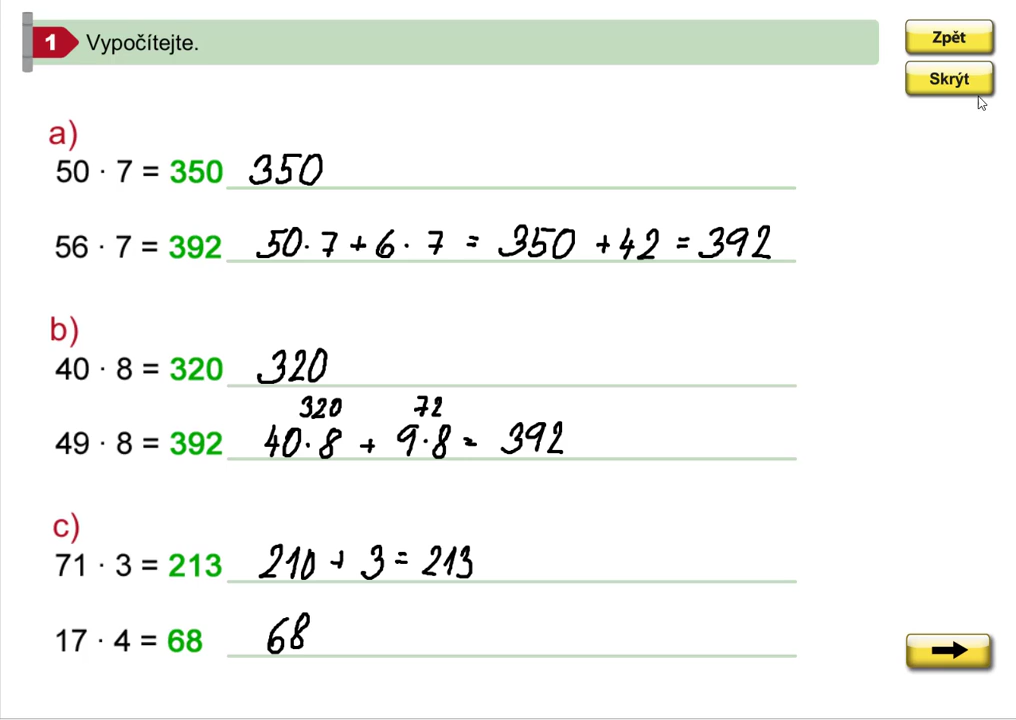 1 Vypočítejte.
Zpět
Skrýt
a)
50 · 7 = 350 350
56 · 7 = 392 50·7+6·7 = 350 +42 =392
b)
40 · 8 = 320 320
320 72
49 · 8 = 392 40·8 + 9·8= 392
c)
71 · 3 = 213 210 + 3 = 213
17 · 4 = 68 68